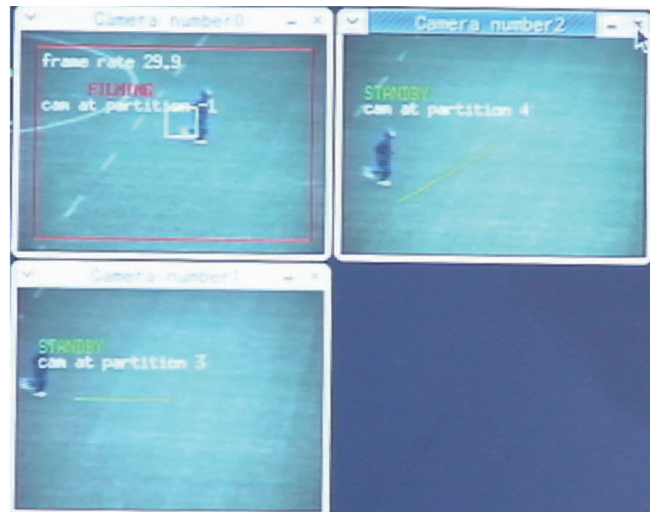 Camera number0
frame rate 29.9
FILMING
cam at partition -1
Camera number2
STANDBY
cam at partition 4
Camera number1
STANDBY
cam at partition 3